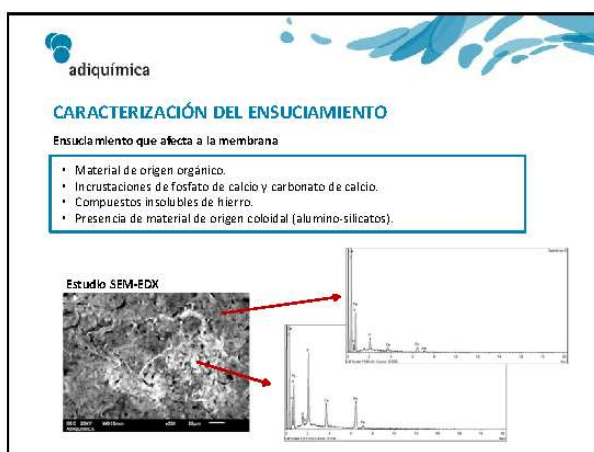 adiquímica
CARACTERIZACIÓN DEL ENSUCIAMIENTO
Ensuciamiento que afecta a la membrana
• Material de origen orgánico.
• Incrustaciones de fosfato de calcio y carbonato de calcio.
• Compuestos insolubles de hierro.
• Presencia de material de origen coloidal (alumino-silicatos).
Estudio SEM-EDX
ADIQUIMICA